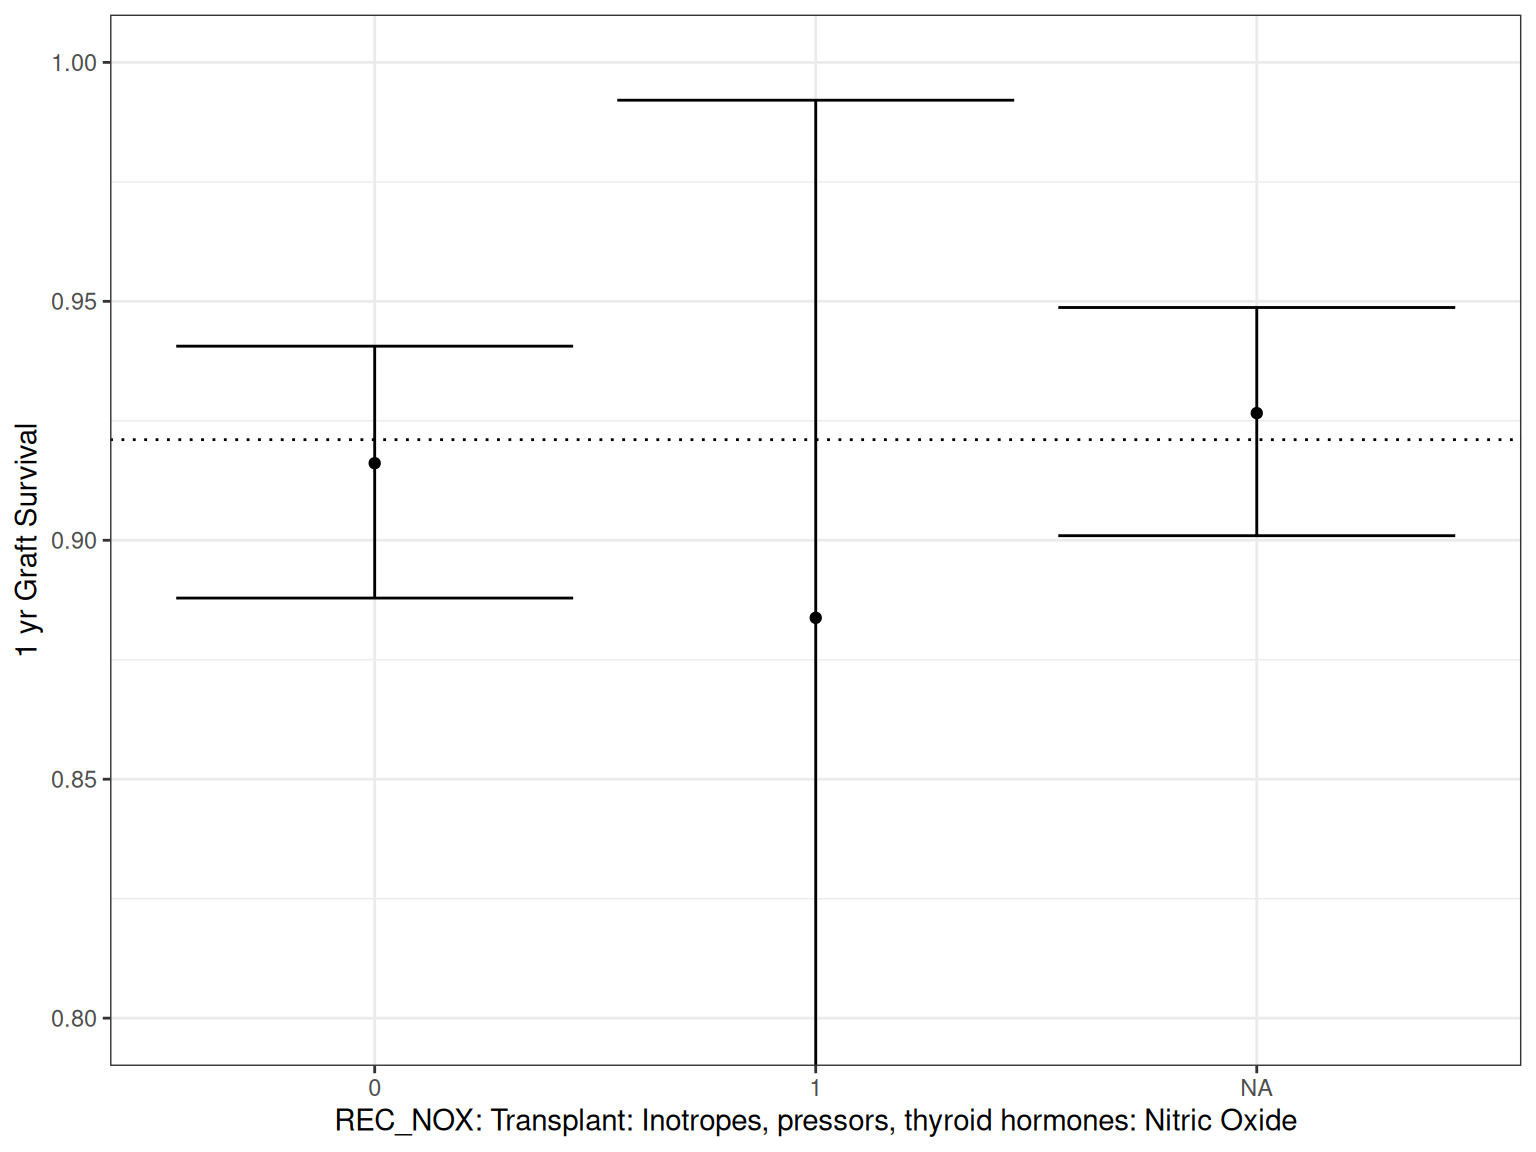 1.00
0.95
0.90
0.85
0.80
1 yr Graft Survival
0
1
NA
REC_NOX: Transplant: Inotropes, pressors, thyroid hormones: Nitric Oxide